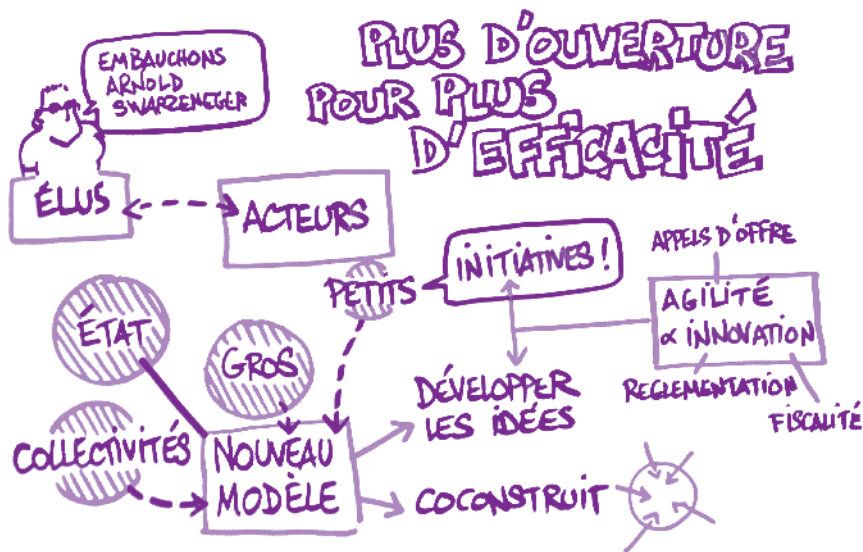 PLUS D'OUVERTURE
POUR PLUS
D'EFFICACITÉ
EMBAUCHONS
ARNOLD
SWARZENEGER
ÉLUS
ACTEURS
PETITS
INITIATIVES !
APPELS D'OFFRE
AGILITÉ
∝ INNOVATION
REGLEMENTATION
FISCALITÉ
ÉTAT
GROS
COLLECTIVITÉS
NOUVEAU
MODÈLE
DÉVELOPPER
LES IDÉES
COCONSTRUIT